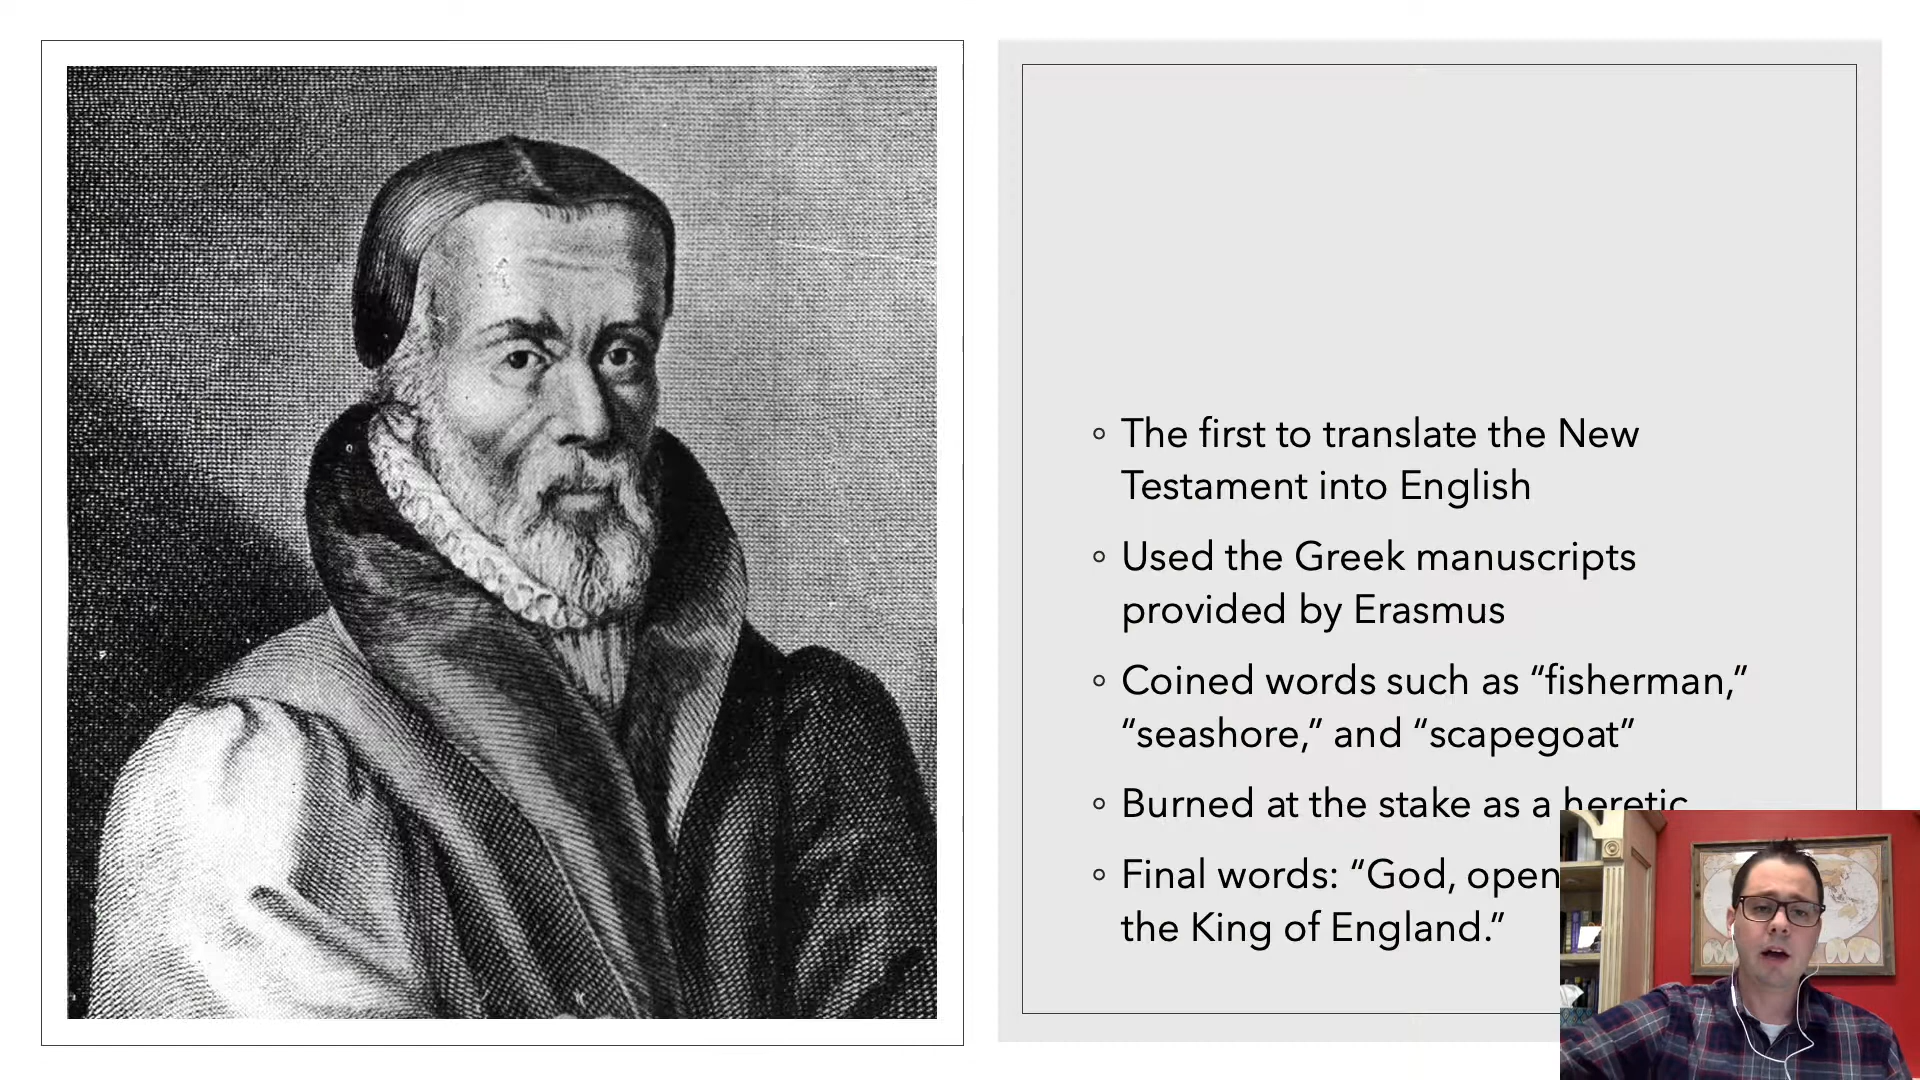 The first to translate the New
Testament into English
Used the Greek manuscripts
provided by Erasmus
Coined words such as “fisherman,”
“seashore,” and “scapegoat”
Burned at the stake as a heretic
Final words: “God, open
the King of England.”